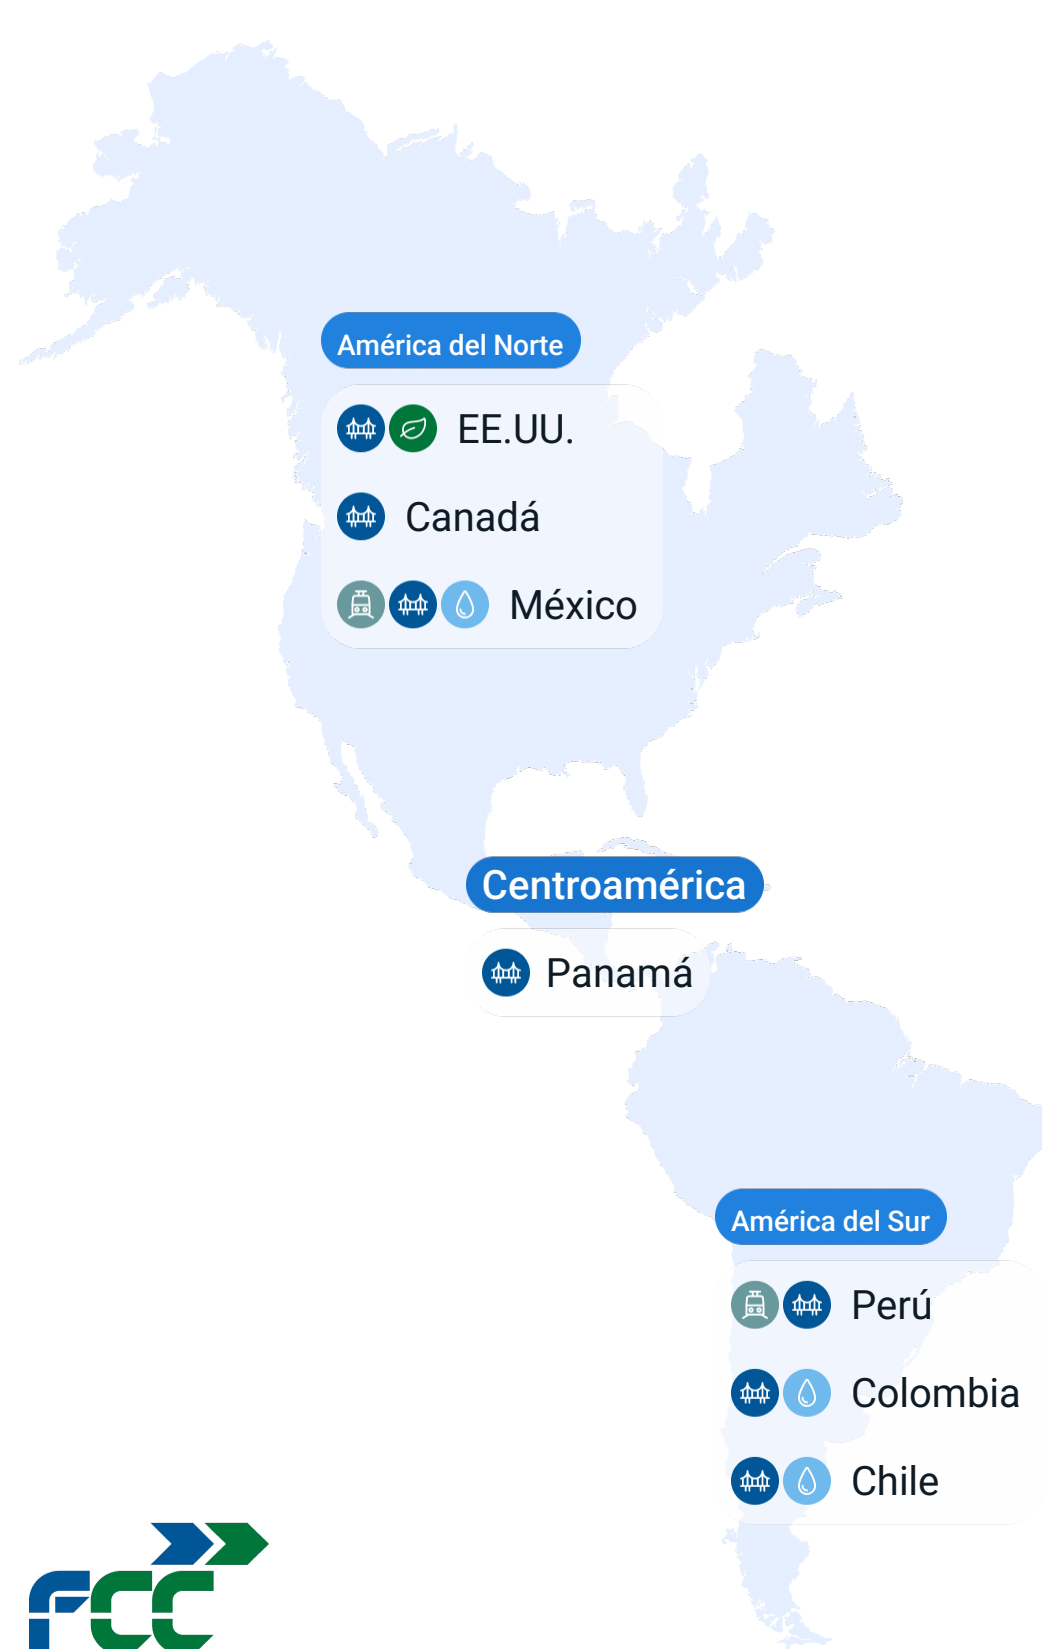 América del Norte
EE.UU.
Canadá
México
Centroamérica
Panamá
América del Sur
Perú
Colombia
Chile
FCC